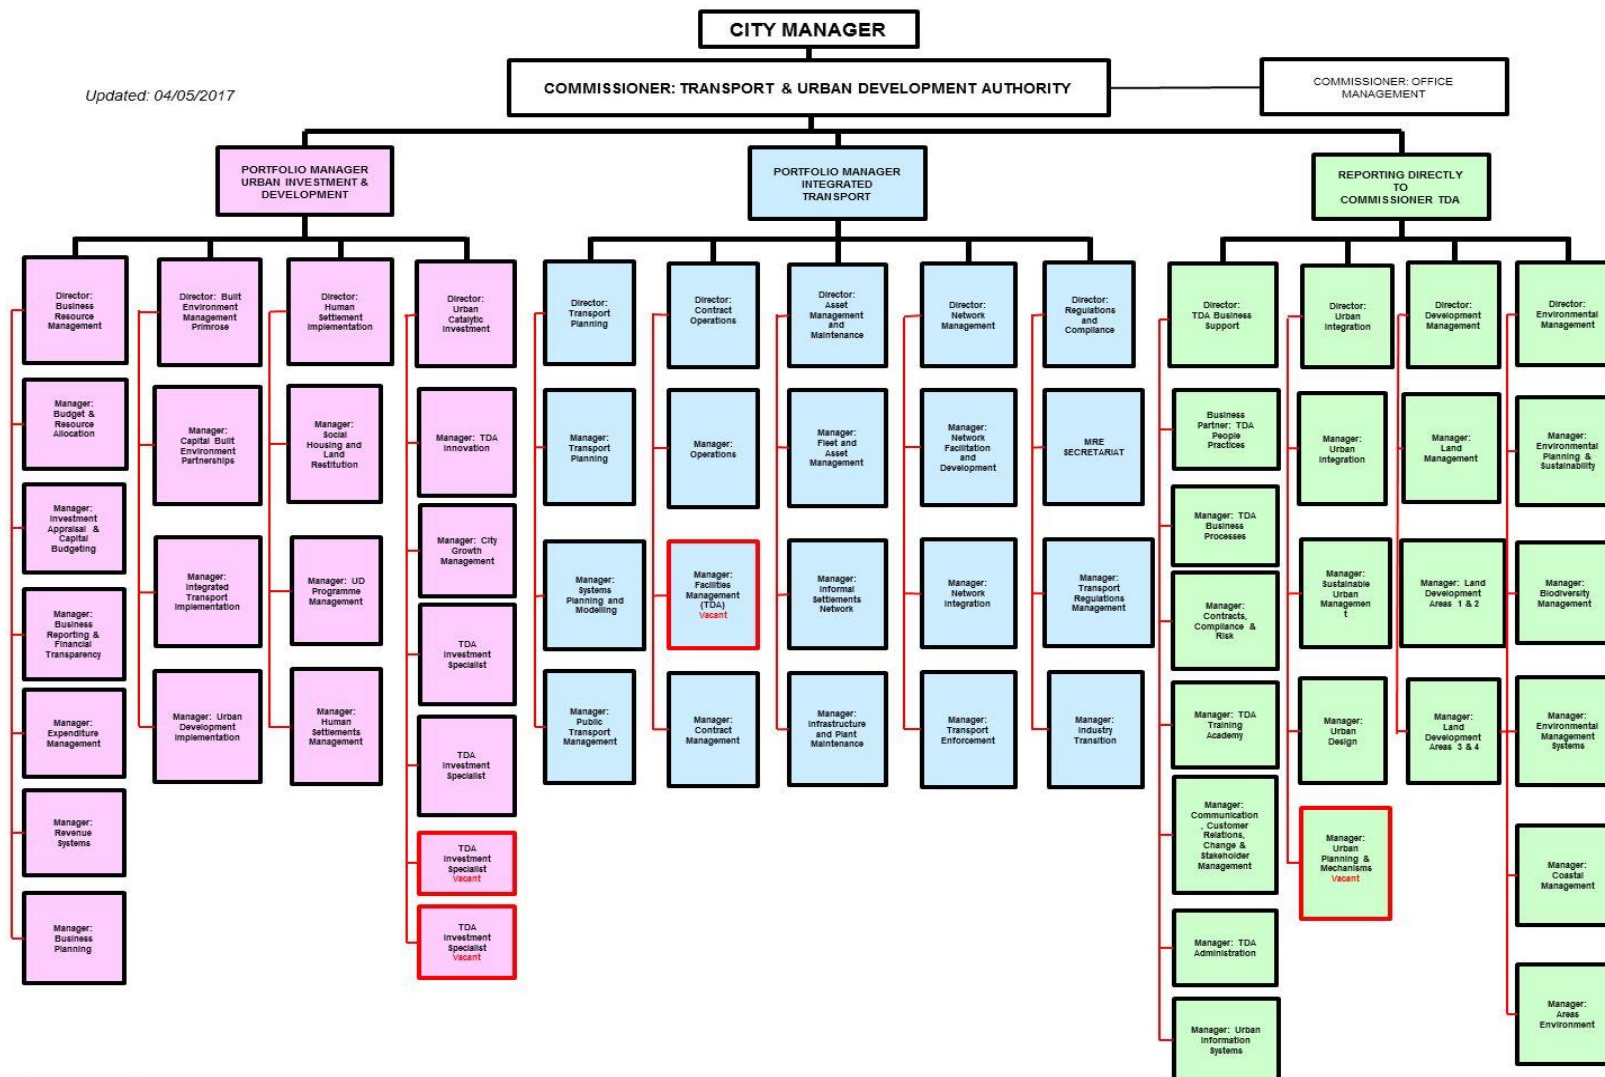 CITY MANAGER
Updated: 04/05/2017
COMMISSIONER: TRANSPORT & URBAN DEVELOPMENT AUTHORITY
COMMISSIONER: OFFICE
MANAGEMENT
PORTFOLIO MANAGER
URBAN INVESTMENT &
DEVELOPMENT
PORTFOLIO MANAGER
INTEGRATED
TRANSPORT
REPORTING DIRECTLY
TO
COMMISSIONER TDA
Director:
Business
Resource
Management
Manager:
Budget &
Resource
Allocation
Manager:
Investment
Appraisal &
Capital
Budgeting
Manager:
Business
Reporting &
Financial
Transparency
Manager:
Expenditure
Management
Manager:
Revenue
Systems
Manager:
Business
Planning
Director: Built
Environment
Management
Primrose
Manager:
Capital Built
Environment
Partnerships
Manager:
Integrated
Transport
Implementation
Manager: Urban
Development
Implementation
Director:
Human
Settlement
Implementation
Manager:
Social
Housing and
Land
Restitution
Manager: UD
Programme
Management
Manager:
Human
Settlements
Management
Director:
Urban
Catalytic
Investment
Manager: TDA
Innovation
Manager: City
Growth
Management
TDA
Investment
Specialist
TDA
Investment
Specialist
TDA
Investment
Specialist
Vacant
TDA
Investment
Specialist
Vacant
Director:
Transport
Planning
Manager:
Transport
Planning
Manager:
Systems
Planning and
Modelling
Manager:
Public
Transport
Management
Director:
Contract
Operations
Manager:
Operations
Manager:
Facilities
Management
(TDA)
Vacant
Manager:
Contract
Management
Director:
Asset
Management
and
Maintenance
Manager:
Fleet and
Asset
Management
Manager:
Informal
Settlements
Network
Manager:
Infrastructure
and Plant
Maintenance
Director:
Network
Management
Manager:
Network
Facilitation
and
Development
Manager:
Network
Integration
Manager:
Transport
Enforcement
Director:
Regulations
and
Compliance
MRE
SECRETARIAT
Manager:
Transport
Regulations
Management
Manager:
Industry
Transition
Director:
TDA Business
Support
Business
Partner: TDA
People
Practices
Manager: TDA
Business
Processes
Manager:
Contracts,
Compliance &
Risk
Manager: TDA
Training
Academy
Manager:
Communication
, Customer
Relations,
Change &
Stakeholder
Management
Manager: TDA
Administration
Manager: Urban
Information
Systems
Director:
Urban
Integration
Manager:
Urban
Integration
Manager:
Sustainable
Urban
Managemen
t
Manager:
Urban
Design
Manager:
Urban
Planning &
Mechanisms
Vacant
Director:
Development
Management
Manager:
Land
Management
Manager: Land
Development
Areas 1 & 2
Manager:
Land
Development
Areas 3 & 4
Director:
Environmental
Management
Manager:
Environmental
Planning &
Sustainability
Manager:
Biodiversity
Management
Manager:
Environmental
Management
Systems
Manager:
Coastal
Management
Manager:
Areas
Environment